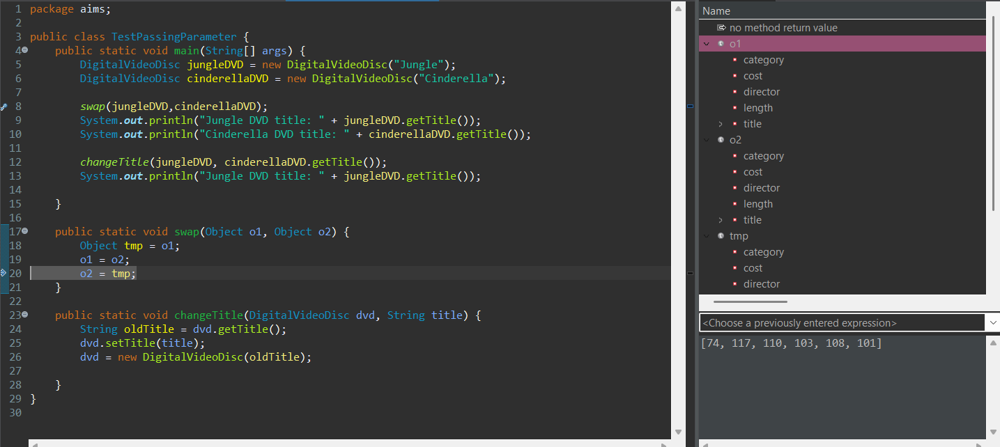 1 package aims;
2
3 public class TestPassingParameter {
4 public static void main(String[] args) {
5 DigitalVideoDisc jungleDVD = new DigitalVideoDisc("Jungle");
6 DigitalVideoDisc cinderellaDVD = new DigitalVideoDisc("Cinderella");
7
8 swap(jungleDVD,cinderellaDVD);
9 System.out.println("Jungle DVD title: " + jungleDVD.getTitle());
10 System.out.println("Cinderella DVD title: " + cinderellaDVD.getTitle());
11
12 changeTitle(jungleDVD, cinderellaDVD.getTitle());
13 System.out.println("Jungle DVD title: " + jungleDVD.getTitle());
14
15 }
16
17 public static void swap(Object o1, Object o2) {
18 Object tmp = o1;
19 o1 = o2;
20 o2 = tmp;
21 }
22
23 public static void changeTitle(DigitalVideoDisc dvd, String title) {
24 String oldTitle = dvd.getTitle();
25 dvd.setTitle(title);
26 dvd = new DigitalVideoDisc(oldTitle);
27
28 }
29 }
30
Name
no method return value
o1
category
cost
director
length
title
o2
category
cost
director
length
title
tmp
category
cost
director
<Choose a previously entered expression>
[74, 117, 110, 103, 108, 101]